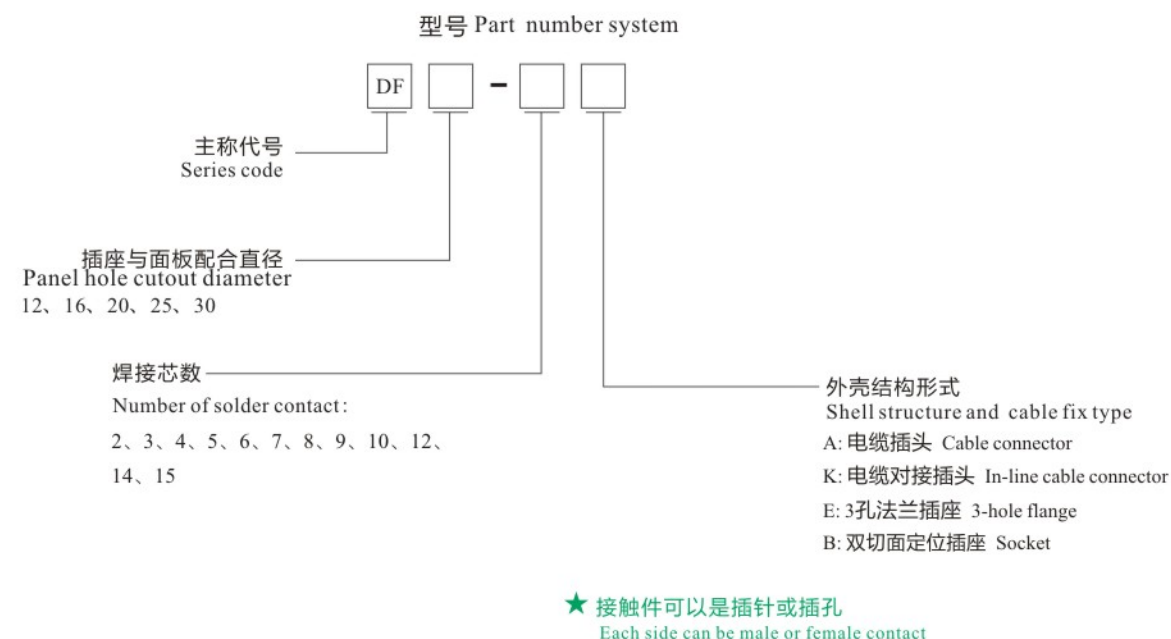 型号 Part number system
DF -
主称代号
Series code
插座与面板配合直径
Panel hole cutout diameter
12、16、20、25、30
焊接芯数
Number of solder contact:
2、3、4、5、6、7、8、9、10、12、
14、15
外壳结构形式
Shell structure and cable fix type
A: 电缆插头 Cable connector
K: 电缆对接插头 In-line cable connector
E: 3孔法兰插座 3-hole flange
B: 双切面定位插座 Socket
★ 接触件可以是插针或插孔
Each side can be male or female contact